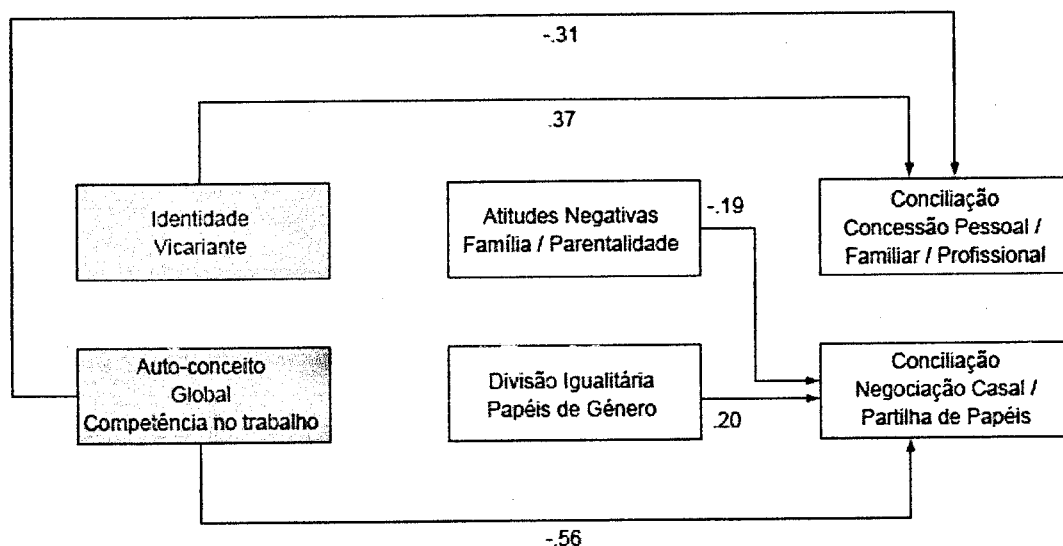 -.31
.37
Identidade
Vicariante
Atitudes Negativas
Família / Parentalidade
-.19
Conciliação
Concessão Pessoal /
Familiar / Profissional
Auto-conceito
Global
Competência no trabalho
Divisão Igualitária
Papéis de Género
.20
Conciliação
Negociação Casal /
Partilha de Papéis
-.56